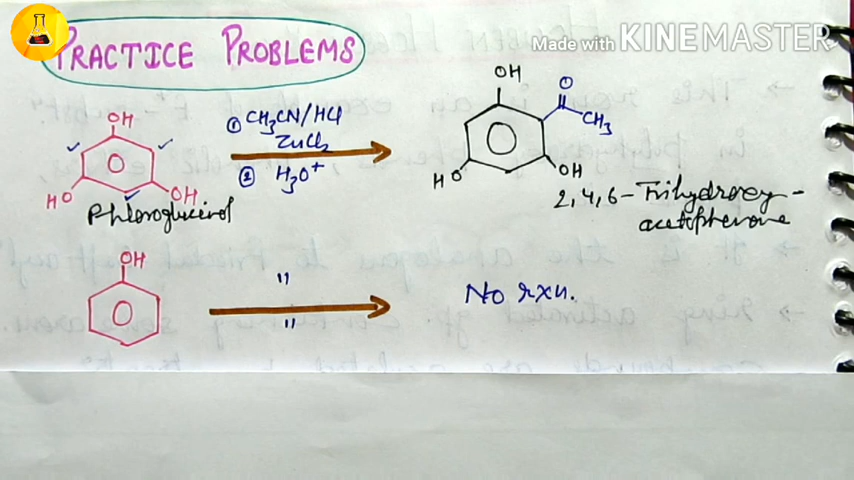 PRACTICE PROBLEMS
Made with KINEMASTER
OH
① CH3CN/HCl
ZnCl2
② H3O+
HO
OH
Phloroglucinol
OH
O
CH3
HO
OH
2,4,6-Trihydroxy-
acetophenone
OH
"
"
No rxn.